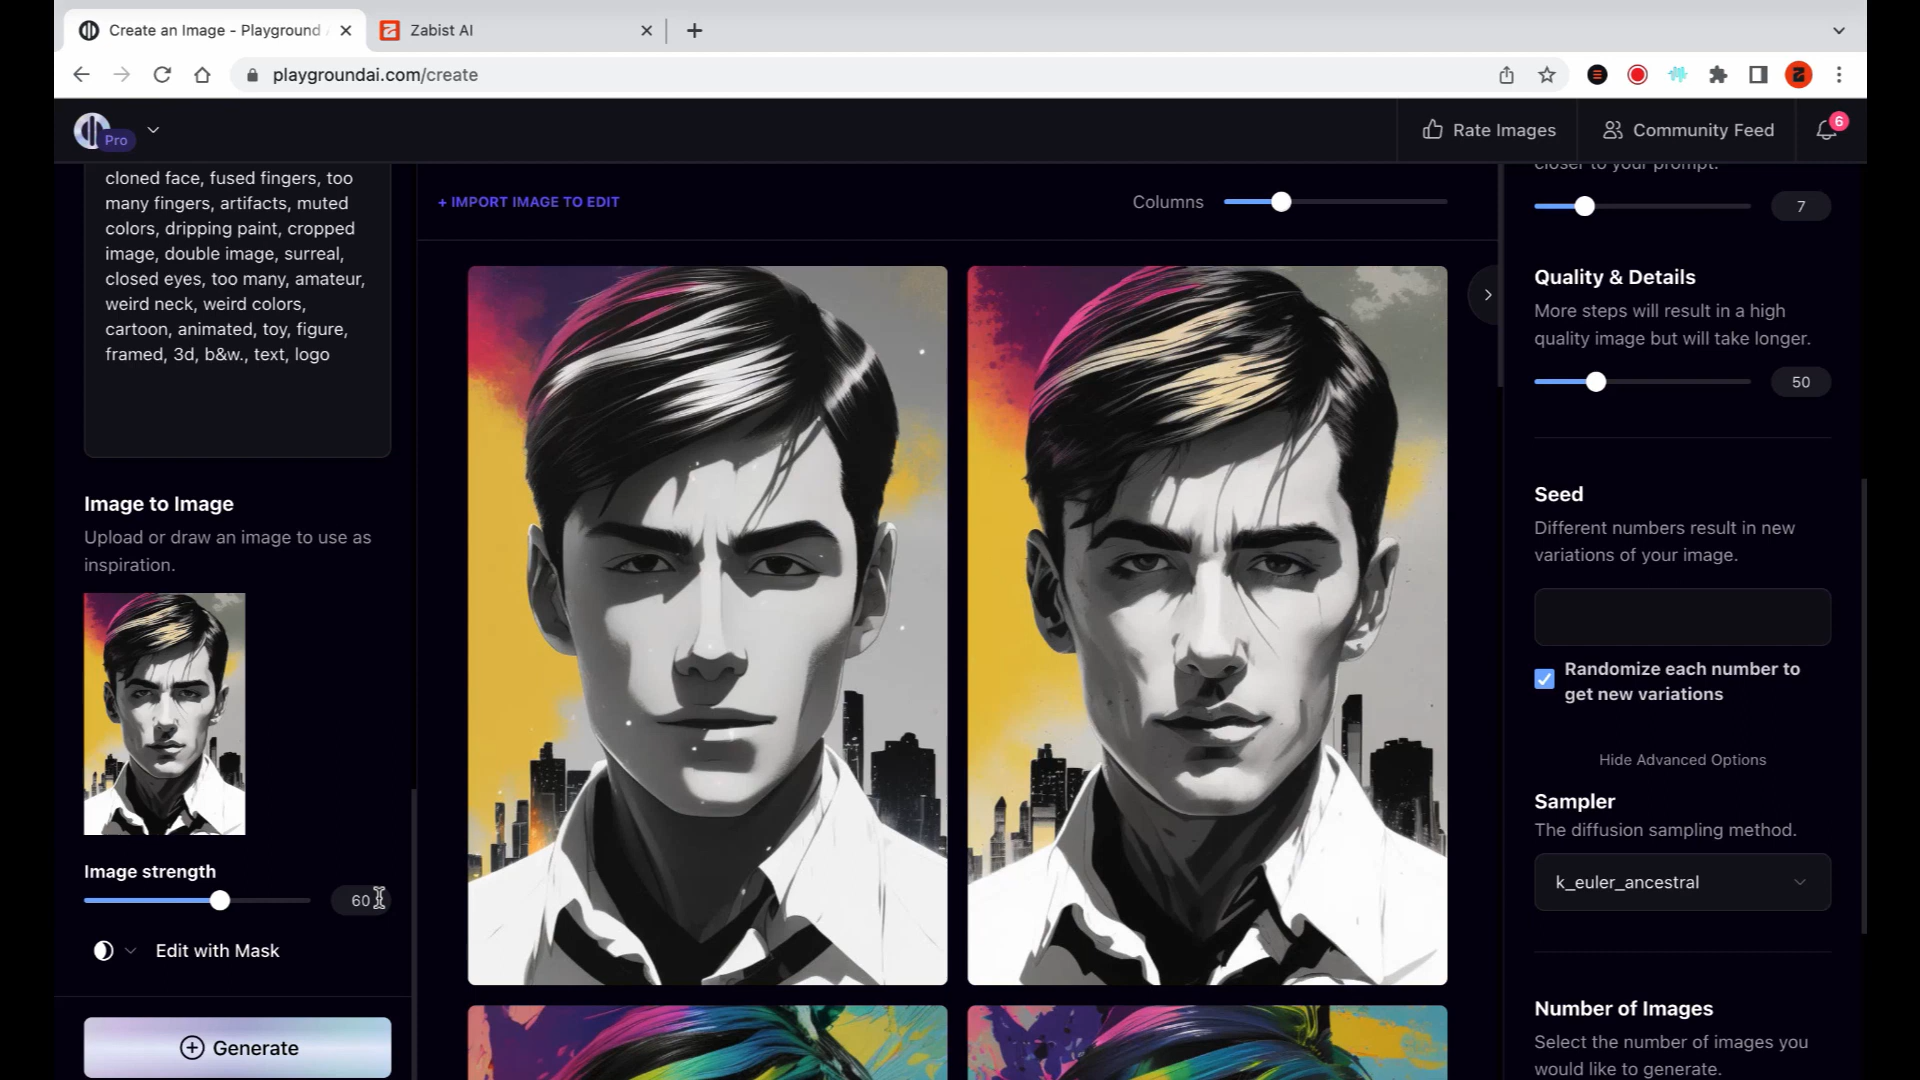 Create an Image - Playground
Zabist AI
playgroundai.com/create
Pro
Rate Images
Community Feed
6
cloned face, fused fingers, too
many fingers, artifacts, muted
colors, dripping paint, cropped
image, double image, surreal,
closed eyes, too many, amateur,
weird neck, weird colors,
cartoon, animated, toy, figure,
framed, 3d, b&w., text, logo
Image to Image
Upload or draw an image to use as
inspiration.
Image strength
60
Edit with Mask
Generate
+ IMPORT IMAGE TO EDIT
Columns
closer to your prompt.
7
Quality & Details
More steps will result in a high
quality image but will take longer.
50
Seed
Different numbers result in new
variations of your image.
Randomize each number to
get new variations
Hide Advanced Options
Sampler
The diffusion sampling method.
k_euler_ancestral
Number of Images
Select the number of images you
would like to generate.